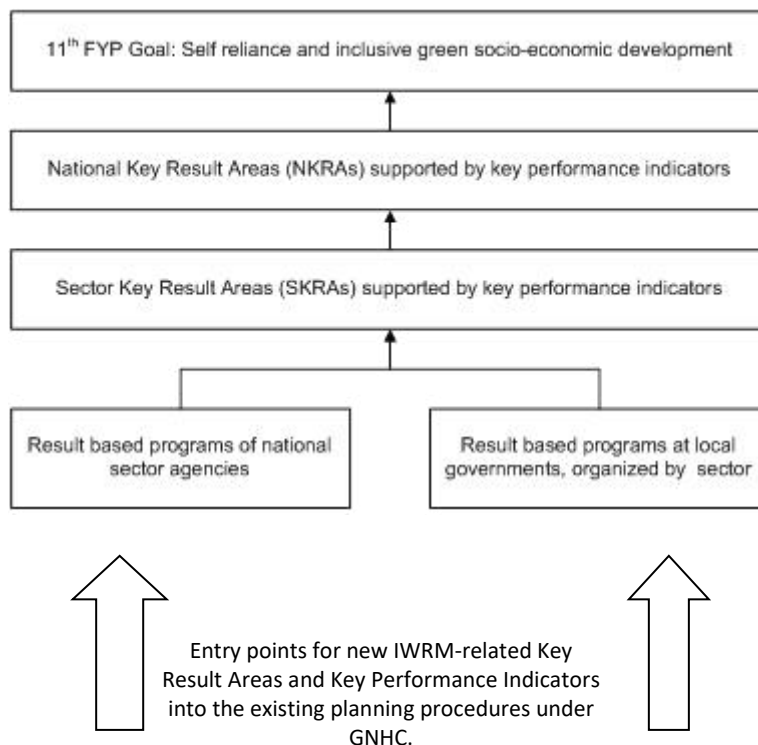 11th FYP Goal: Self reliance and inclusive green socio-economic development
National Key Result Areas (NKRAs) supported by key performance indicators
Sector Key Result Areas (SKRAs) supported by key performance indicators
Result based programs of national
sector agencies
Result based programs at local
governments, organized by sector
Entry points for new IWRM-related Key
Result Areas and Key Performance Indicators
into the existing planning procedures under
GNHC.